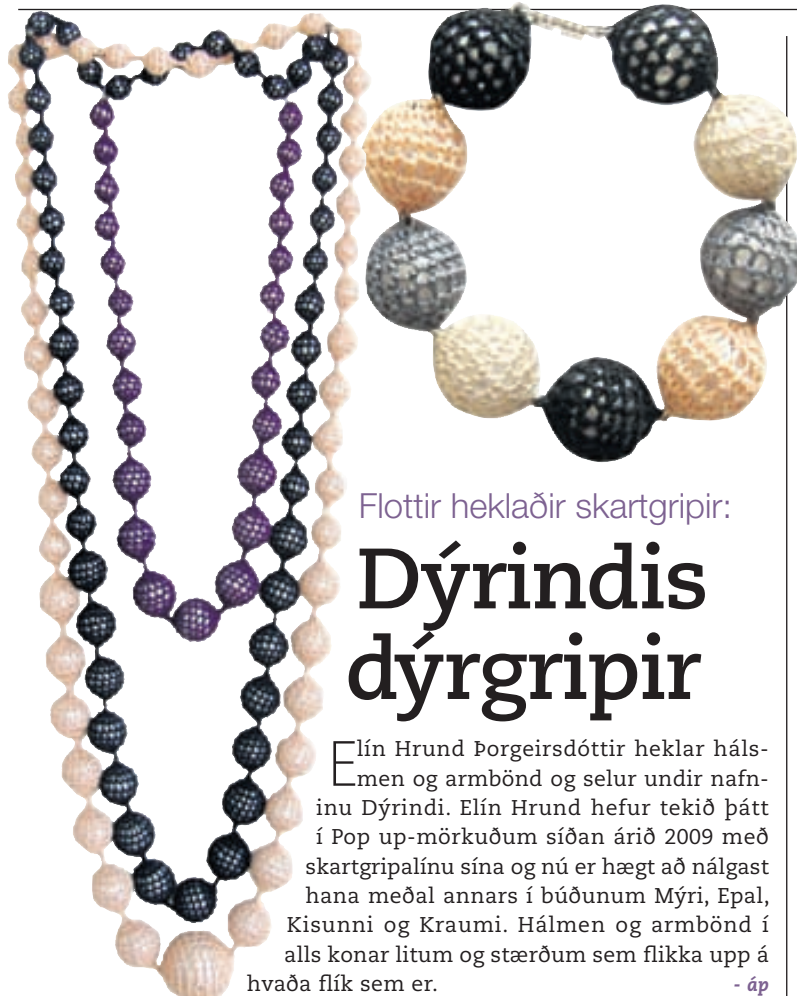 Flottir heklaðir skartgripir:
Dýrindis
dýrgripir
Elín Hrund Þorgeirsdóttir heklar háls-
men og armbönd og selur undir nafn-
inu Dýrindi. Elín Hrund hefur tekið þátt
í Pop up-mörkuðum síðan árið 2009 með
skartgripalínu sína og nú er hægt að nálgast
hana meðal annars í búðunum Mýri, Epal,
Kisunni og Kraumi. Hálmen og armbönd í
alls konar litum og stærðum sem flikka upp á
hvaða flík sem er. - áp